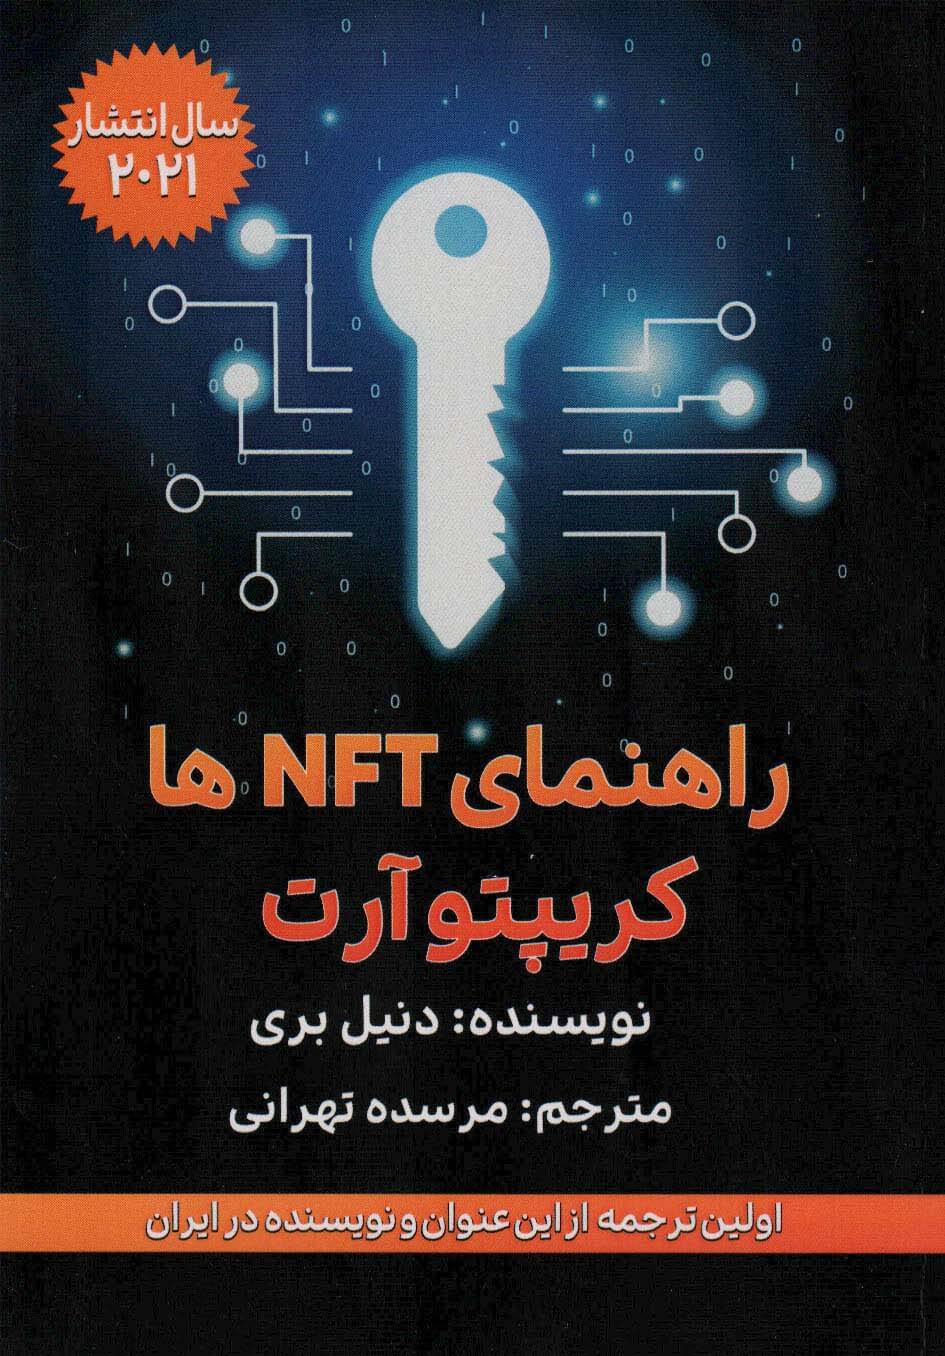 سال انتشار
۲۰۲۱
راهنمای NFT ها
کریپتو آرت
نویسنده: دنیل بری
مترجم: مرسده تهرانی
اولین ترجمه از این عنوان و نویسنده در ایران